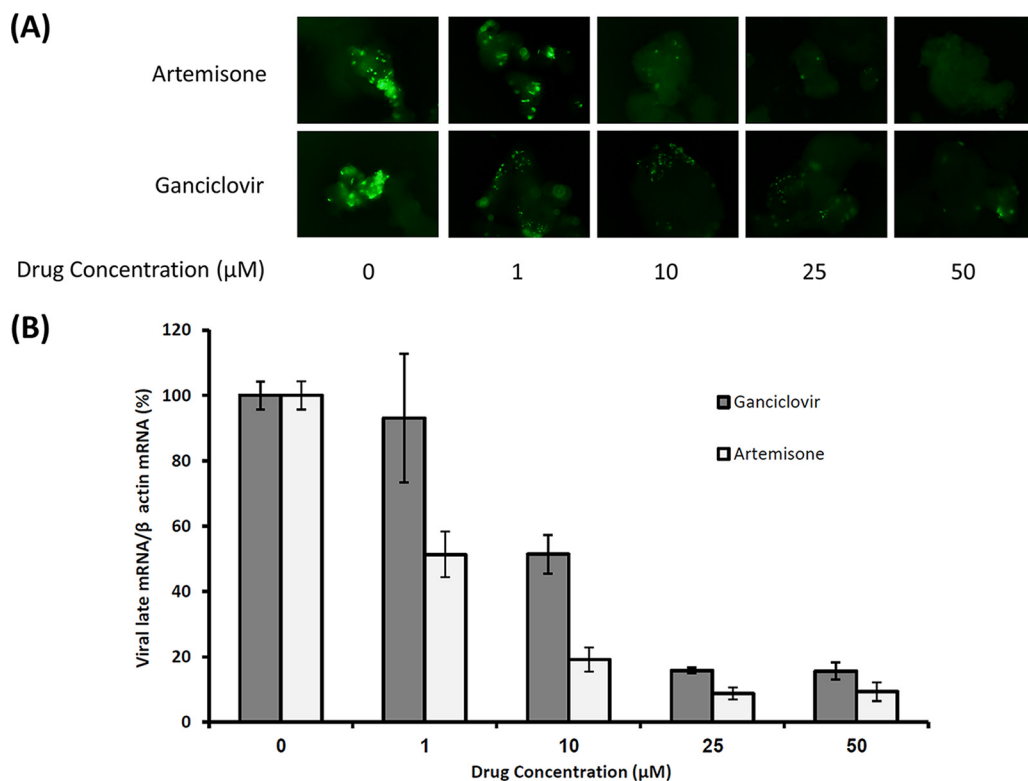 (A)
Artemisone
Ganciclovir
Drug Concentration (µM) 0 1 10 25 50
(B)
Viral late mRNA/β actin mRNA (%)
120
100
80
60
40
20
0
Ganciclovir
Artemisone
0 1 10 25 50
Drug Concentration (µM)